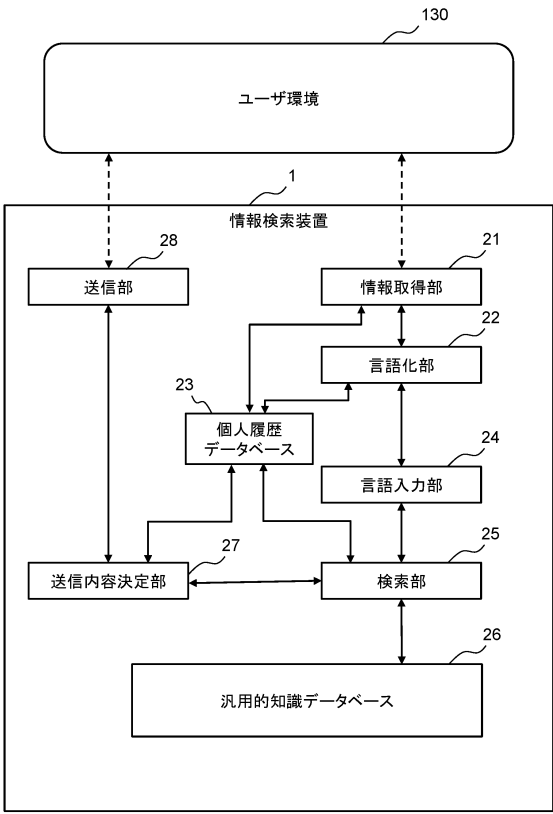 130
ユーザ環境
1
情報検索装置
28
送信部
21
情報取得部
22
言語化部
23
個人履歴
データベース
24
言語入力部
27
送信内容決定部
25
検索部
26
汎用的知識データベース